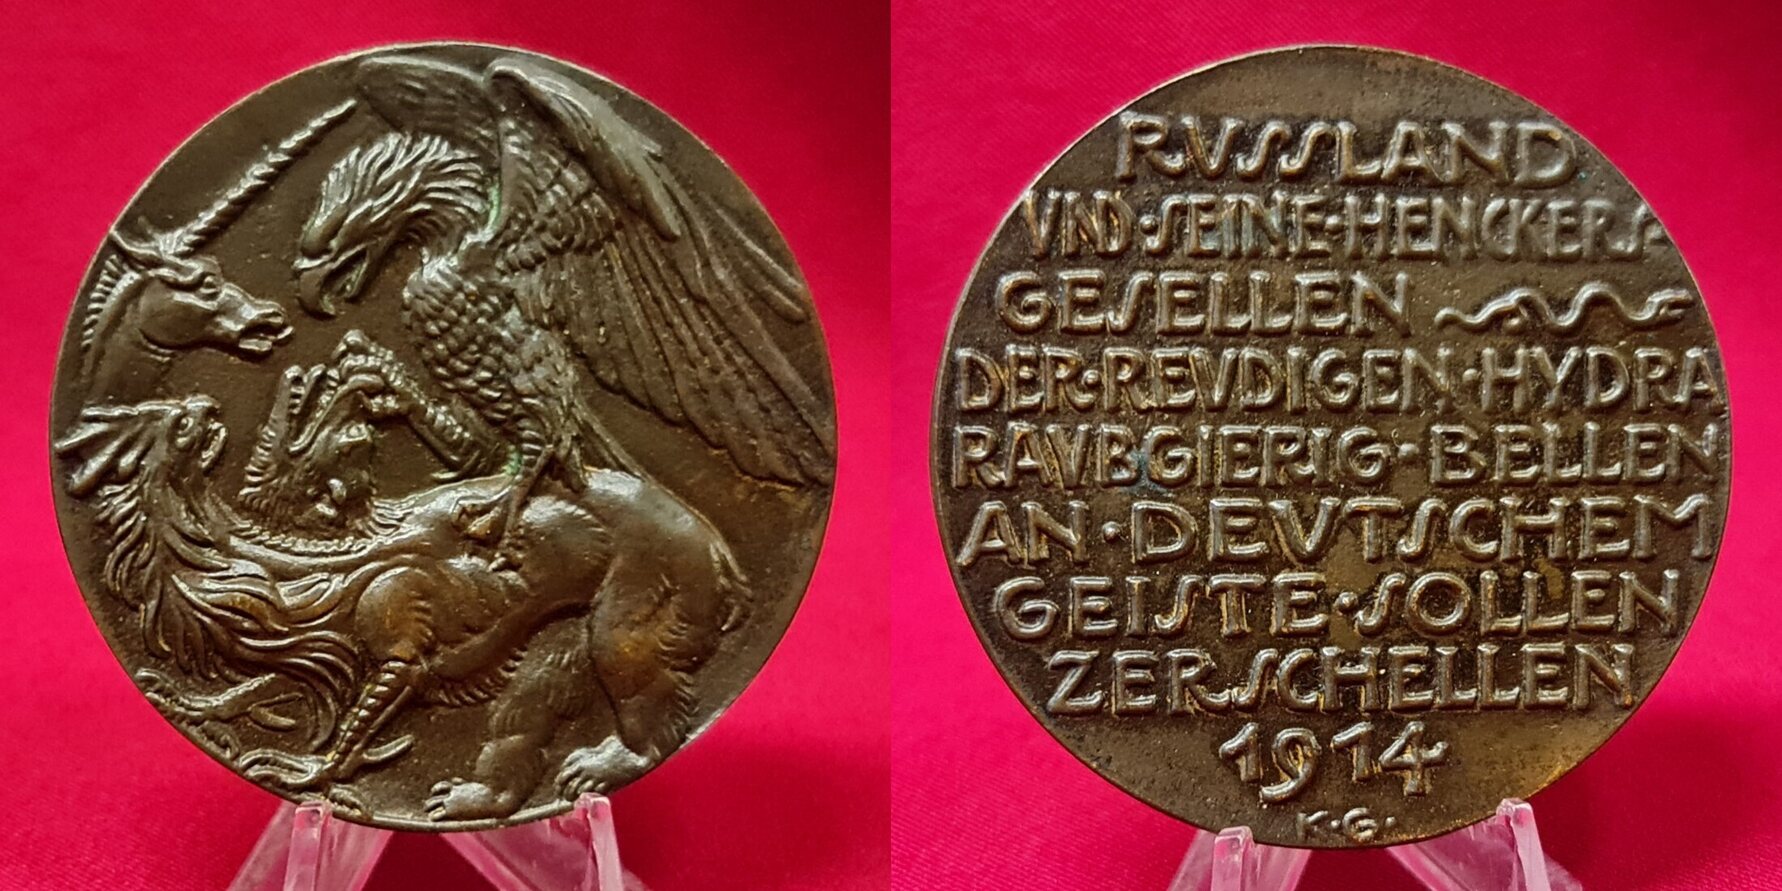 RVSSLAND
VND·SEINE·HENCKERS-
GESELLEN
DER·REVDIGEN·HYDRA
RAVBGIERIG·BELLEN
AN·DEVTSCHEM
GEISTE·SOLLEN
ZERSCHELLEN
1914
K·G·